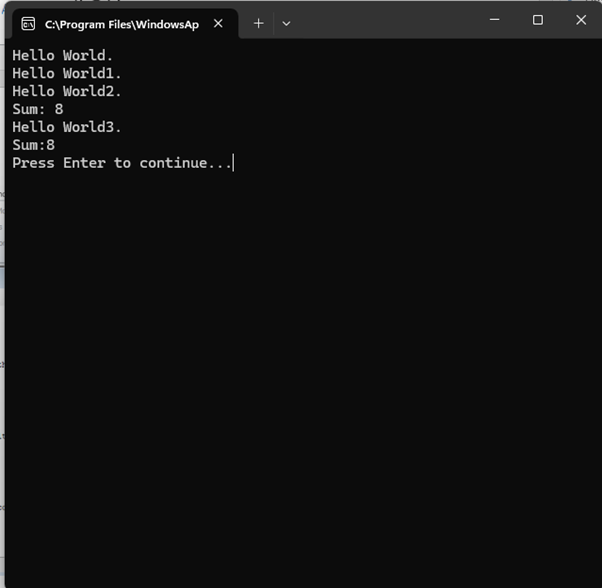 C:\Program Files\WindowsAp
Hello World.
Hello World1.
Hello World2.
Sum: 8
Hello World3.
Sum:8
Press Enter to continue...